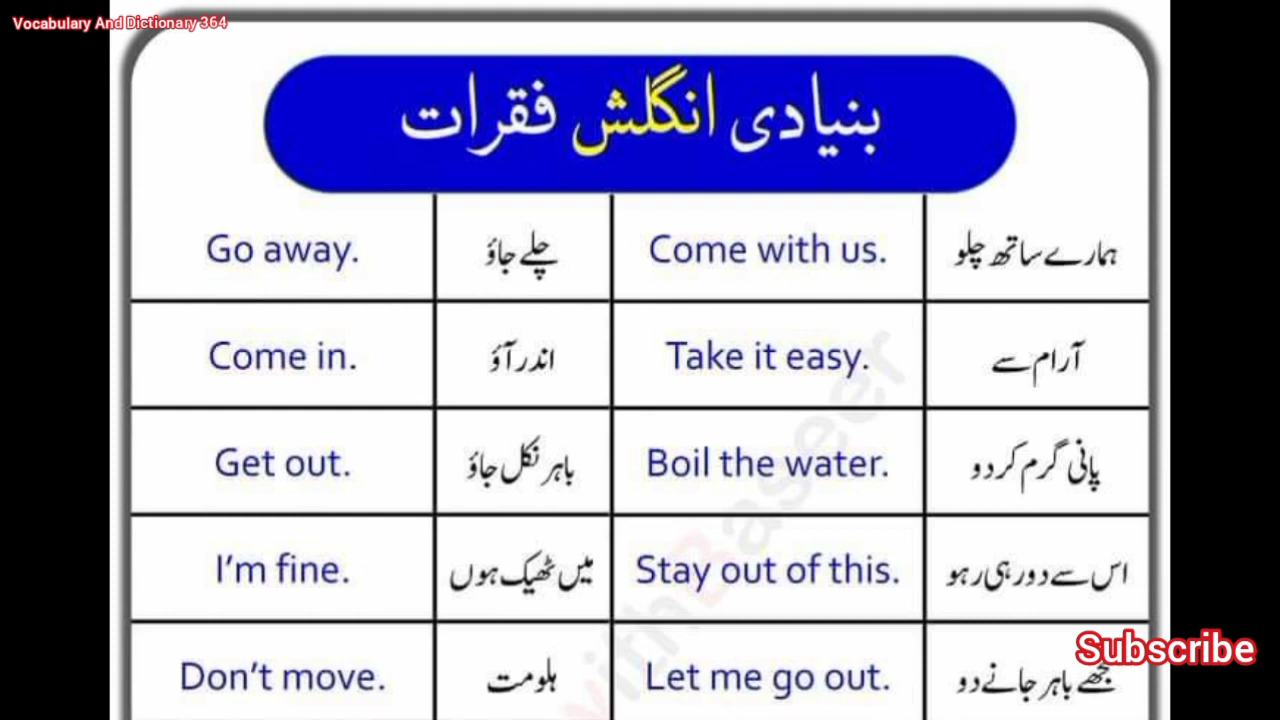 Vocabulary And Dictionary 364
بنیادی انگلش فقرات
Go away. چلے جاؤ Come with us. ہمارے ساتھ چلو
Come in. اندر آؤ Take it easy. آرام سے
Get out. باہر نکل جاؤ Boil the water. پانی گرم کردو
I'm fine. میں ٹھیک ہوں Stay out of this. اس سے دور ہی رہو
Don't move. ہلو مت Let me go out. مجھے باہر جانے دو
Subscribe
withBaseer